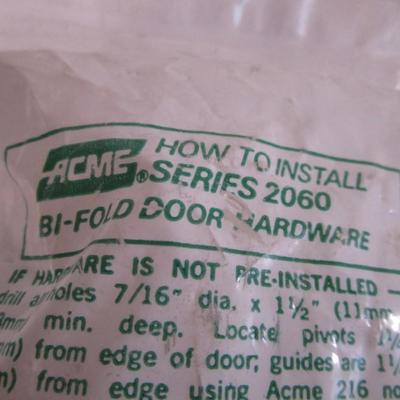 ACME® HOW TO INSTALL
SERIES 2060
BI-FOLD DOOR HARDWARE
IF HARDWARE IS NOT PRE-INSTALLED —
drill all holes 7/16" dia. x 1½" (11mm
min. deep. Locate pivots
from edge of door, guides are
from edge using Acme 216